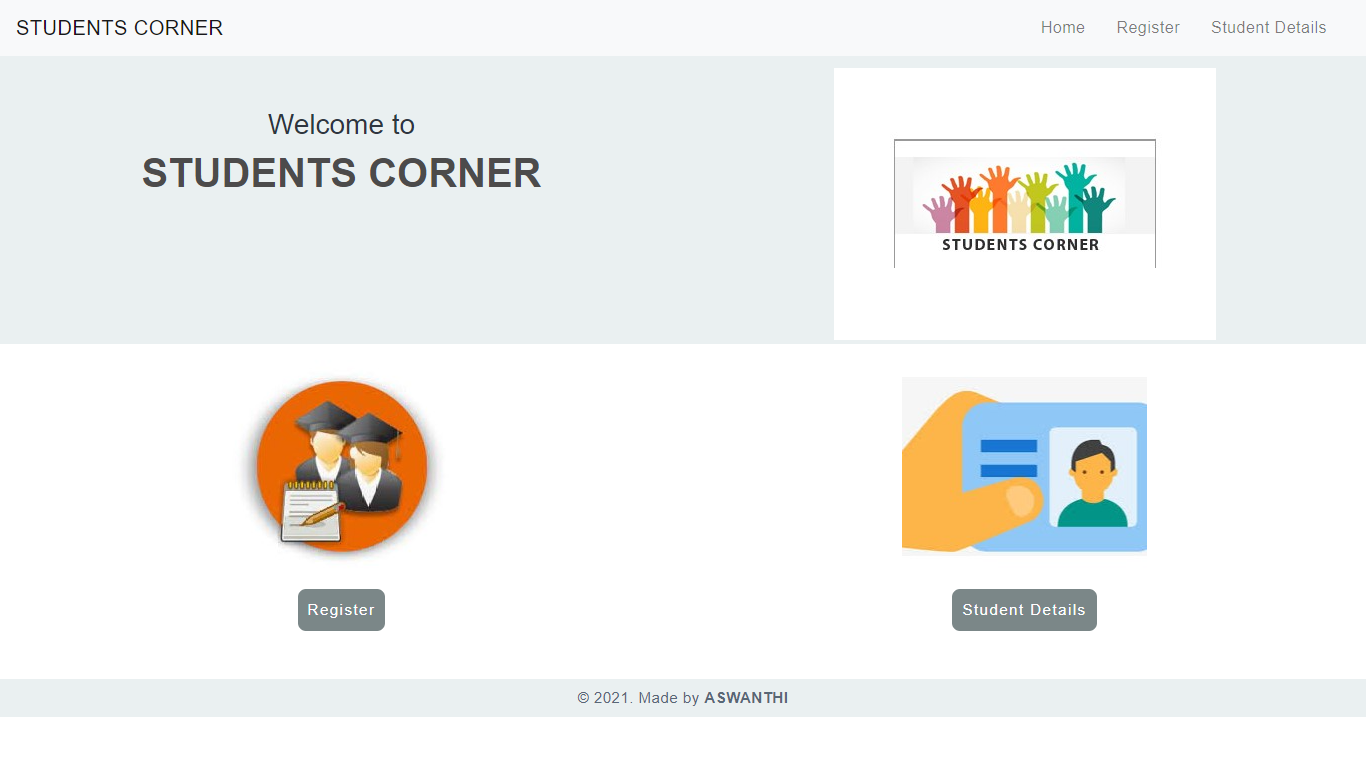 STUDENTS CORNER
Home Register Student Details
Welcome to
STUDENTS CORNER
STUDENTS CORNER
Register
Student Details
© 2021. Made by ASWANTHI